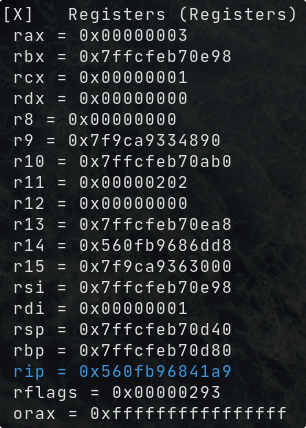 [X]   Registers (Registers)
rax = 0x00000003
rbx = 0x7ffcfeb70e98
rcx = 0x00000001
rdx = 0x00000000
r8 = 0x00000000
r9 = 0x7f9ca9334890
r10 = 0x7ffcfeb70ab0
r11 = 0x00000202
r12 = 0x00000000
r13 = 0x7ffcfeb70ea8
r14 = 0x560fb9686dd8
r15 = 0x7f9ca9363000
rsi = 0x7ffcfeb70e98
rdi = 0x00000001
rsp = 0x7ffcfeb70d40
rbp = 0x7ffcfeb70d80
rip = 0x560fb96841a9
rflags = 0x00000293
orax = 0xffffffffffffffff